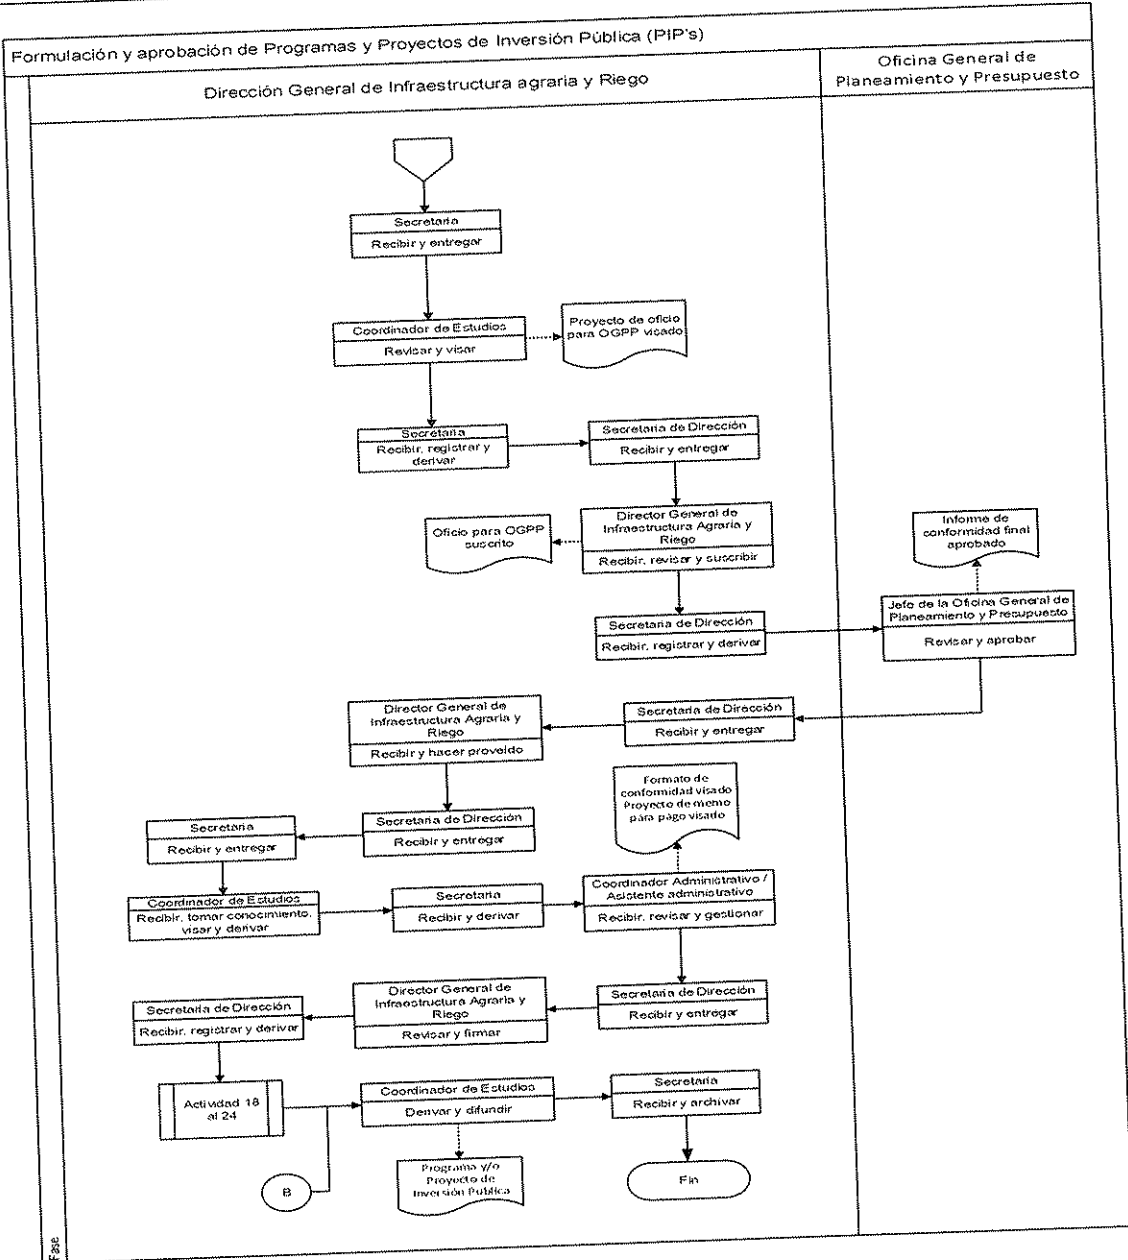 Formulación y aprobación de Programas y Proyectos de Inversión Pública (PIP's)
Dirección General de Infraestructura agraria y Riego
Oficina General de
Planeamiento y Presupuesto
Secretaria
Recibir y entregar
Coordinador de Estudios
Revisar y visar
Proyecto de oficio
para OGPP visado
Secretaria
Recibir, registrar y
derivar
Secretaria de Dirección
Recibir y entregar
Director General de
Infraestructura Agraria y
Riego
Recibir, revisar y suscribir
Oficio para OGPP
suscrito
Secretaria de Dirección
Recibir, registrar y derivar
Informe de
conformidad final
aprobado
Jefe de la Oficina General de
Planeamiento y Presupuesto
Revisar y aprobar
Secretaria de Dirección
Recibir y entregar
Director General de
Infraestructura Agraria y
Riego
Recibir y hacer proveído
Secretaria de Dirección
Recibir y entregar
Secretaria
Recibir y entregar
Coordinador de Estudios
Recibir, tomar conocimiento,
visar y derivar
Secretaria
Recibir y derivar
Formato de
conformidad visado
Proyecto de memo
para pago visado
Coordinador Administrativo /
Asistente administrativo
Recibir, revisar y gestionar
Secretaria de Dirección
Recibir y entregar
Director General de
Infraestructura Agraria y
Riego
Revisar y firmar
Secretaria de Dirección
Recibir, registrar y derivar
Actividad 18
al 24
Coordinador de Estudios
Derivar y difundir
Secretaria
Recibir y archivar
B
Programa y/o
Proyecto de
Inversión Pública
Fin
Fase